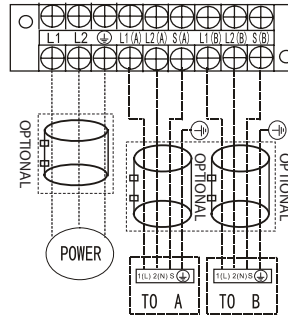 L1 L2 L1(A) L2(A) S(A) L1(B) L2(B) S(B)
OPTIONAL
OPTIONAL
OPTIONAL
POWER
1(L) 2(N) S
TO A
1(L) 2(N) S
TO B